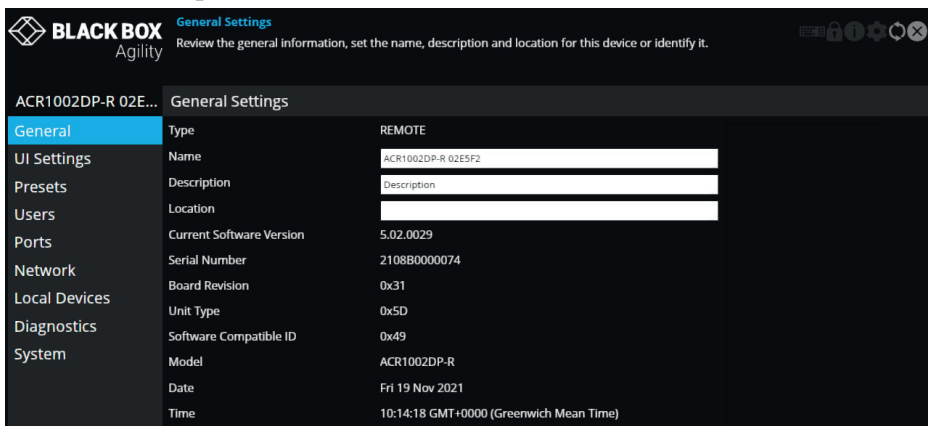 BLACK BOX
Agility
General Settings
Review the general information, set the name, description and location for this device or identify it.
ACR1002DP-R 02E...
General Settings
General
UI Settings
Presets
Users
Ports
Network
Local Devices
Diagnostics
System
Type REMOTE
Name ACR1002DP-R 02E5F2
Description Description
Location
Current Software Version 5.02.0029
Serial Number 2108B0000074
Board Revision 0x31
Unit Type 0x5D
Software Compatible ID 0x49
Model ACR1002DP-R
Date Fri 19 Nov 2021
Time 10:14:18 GMT+0000 (Greenwich Mean Time)